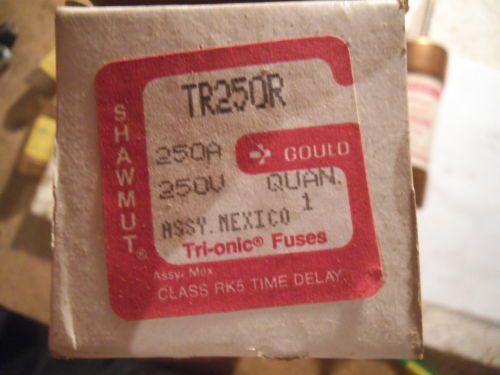 TR250R
SHAWMUT®
250A
GOULD
250V QUAN.
1
ASSY. MEXICO
Tri-onic® Fuses
Assy. Mex
CLASS RK5 TIME DELAY